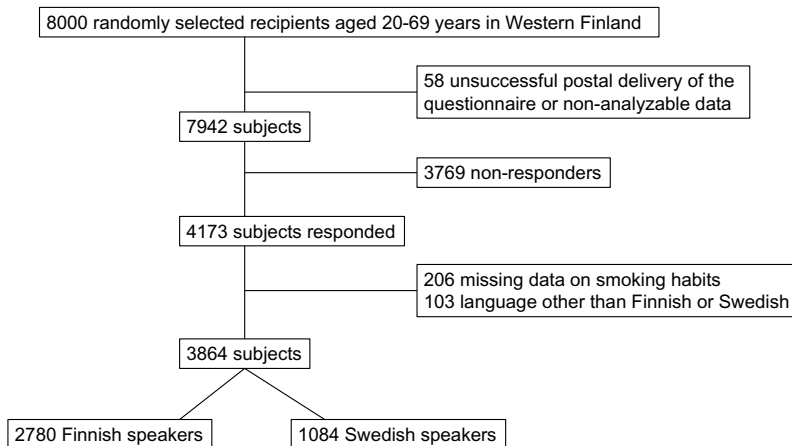 8000 randomly selected recipients aged 20-69 years in Western Finland
58 unsuccessful postal delivery of the
questionnaire or non-analyzable data
7942 subjects
3769 non-responders
4173 subjects responded
206 missing data on smoking habits
103 language other than Finnish or Swedish
3864 subjects
2780 Finnish speakers
1084 Swedish speakers